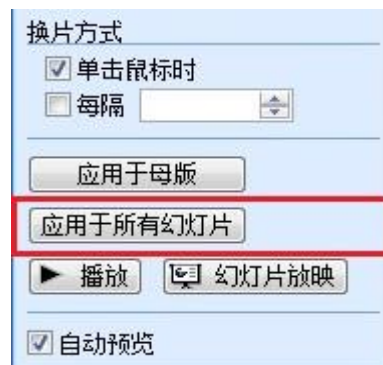 换片方式
单击鼠标时
每隔
应用于母版
应用于所有幻灯片
播放 幻灯片放映
自动预览